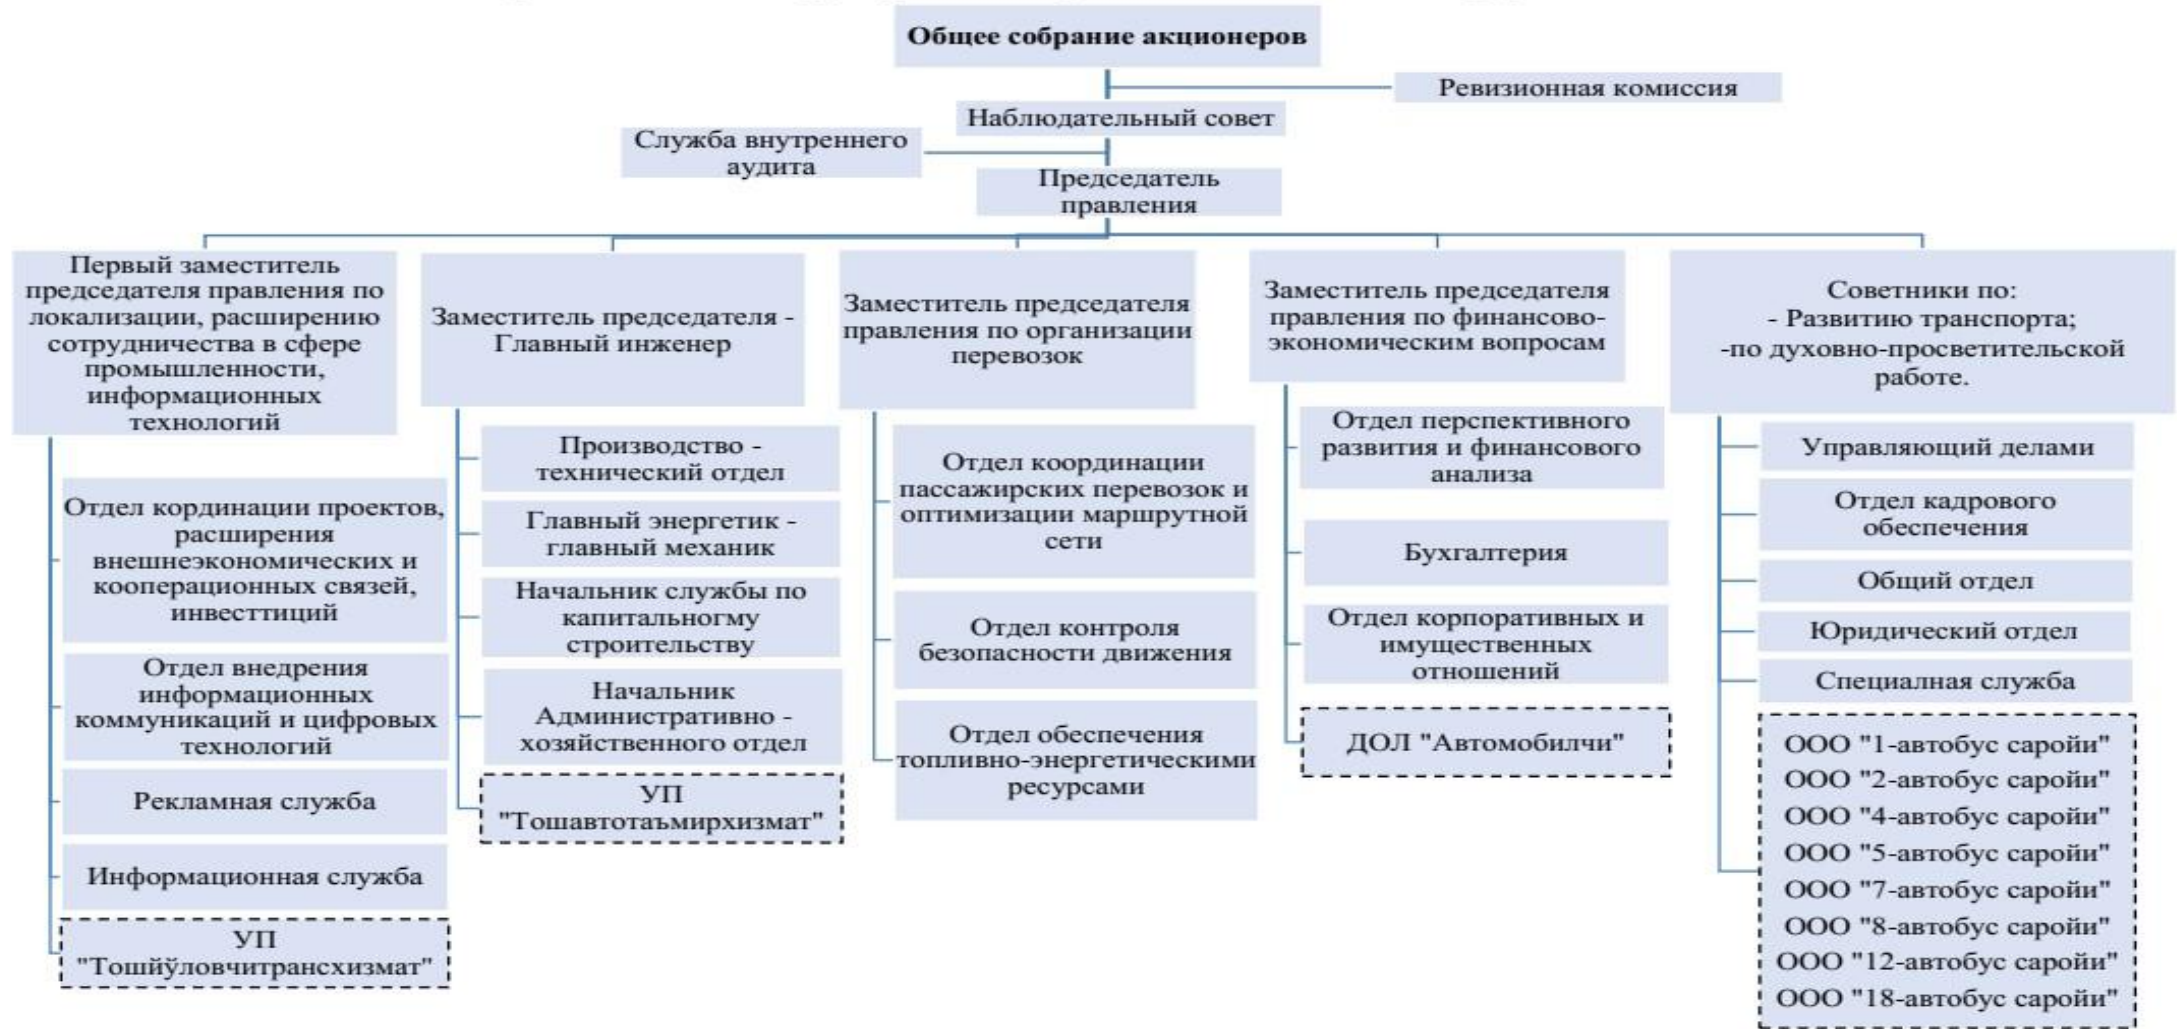 Общее собрание акционеров
Ревизионная комиссия
Наблюдательный совет
Служба внутреннего
аудита
Председатель
правления
Первый заместитель
председателя правления по
локализации, расширению
сотрудничества в сфере
промышленности,
информационных
технологий
Отдел кординации проектов,
расширения
внешнеэкономических и
кооперационных связей,
инвесттиций
Отдел внедрения
информационных
коммуникаций и цифровых
технологий
Рекламная служба
Информационная служба
УП
"Тошйўловчитрансхизмат"
Заместитель председателя -
Главный инженер
Производство -
технический отдел
Главный энергетик -
главный механик
Начальник службы по
капитальногму
строительству
Начальник
Административно -
хозяйственного отдел
УП
"Тошавтотаъмирхизмат"
Заместитель председателя
правления по организации
перевозок
Отдел координации
пассажирских перевозок и
оптимизации маршрутной
сети
Отдел контроля
безопасности движения
Отдел обеспечения
топливно-энергетическими
ресурсами
Заместитель председателя
правления по финансово-
экономическим вопросам
Отдел перспективного
развития и финансового
анализа
Бухгалтерия
Отдел корпоративных и
имущественных
отношений
ДОЛ "Автомобилчи"
Советники по:
- Развитию транспорта;
-по духовно-просветительской
работе.
Управляющий делами
Отдел кадрового
обеспечения
Общий отдел
Юридический отдел
Специалная служба
ООО "1-автобус саройи"
ООО "2-автобус саройи"
ООО "4-автобус саройи"
ООО "5-автобус саройи"
ООО "7-автобус саройи"
ООО "8-автобус саройи"
ООО "12-автобус саройи"
ООО "18-автобус саройи"